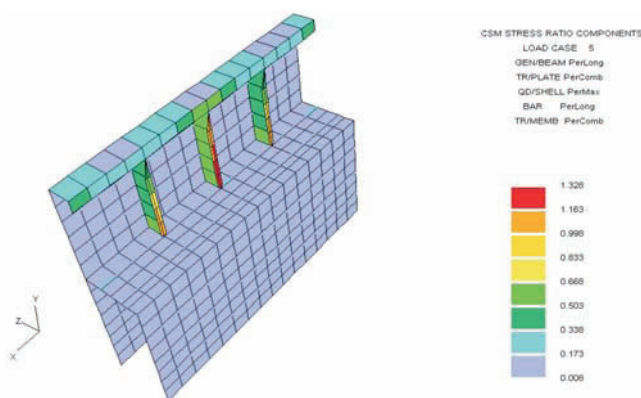 CSM STRESS RATIO COMPONENTS
LOAD CASE 5
GEN/BEAM PerLong
TR/PLATE PerComb
QD/SHELL PerMax
BAR PerLong
TR/MEMB PerComb
1.326
1.163
0.998
0.833
0.668
0.503
0.338
0.173
0.008
Y
Z
X